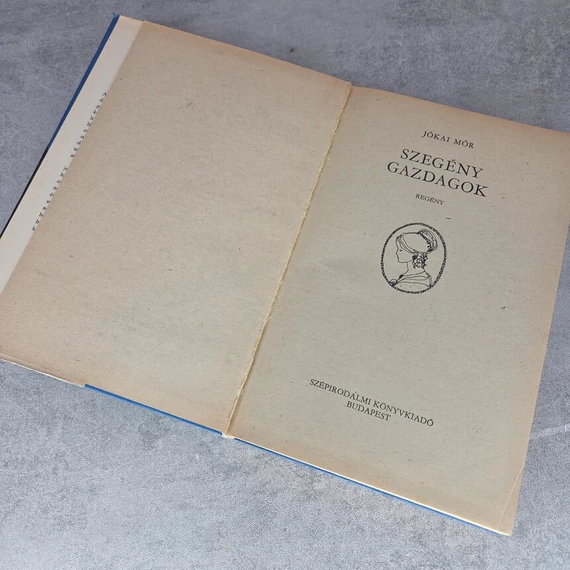 JÓKAI MÓR
SZEGÉNY
GAZDAGOK
REGÉNY
SZÉPIRODALMI KÖNYVKIADÓ
BUDAPEST